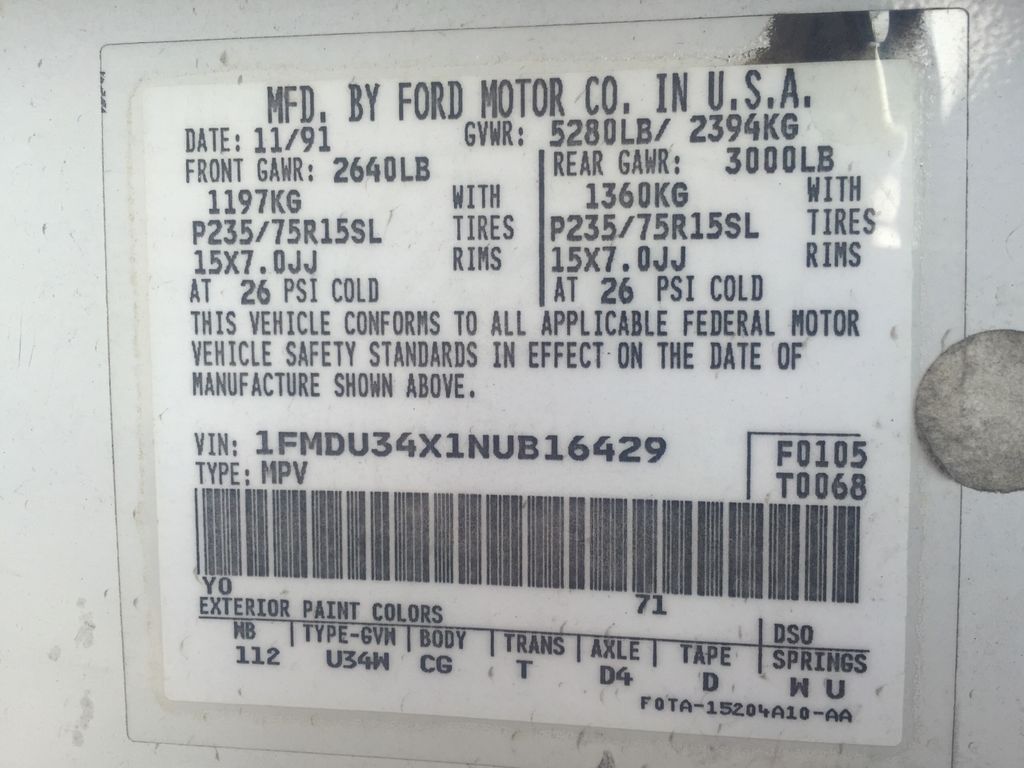 MFD. BY FORD MOTOR CO. IN U.S.A.
DATE: 11/91 GVWR: 5280LB/ 2394KG
FRONT GAWR: 2640LB REAR GAWR: 3000LB
1197KG WITH 1360KG WITH
P235/75R15SL TIRES P235/75R15SL TIRES
15X7.0JJ RIMS 15X7.0JJ RIMS
AT 26 PSI COLD AT 26 PSI COLD
THIS VEHICLE CONFORMS TO ALL APPLICABLE FEDERAL MOTOR
VEHICLE SAFETY STANDARDS IN EFFECT ON THE DATE OF
MANUFACTURE SHOWN ABOVE.
VIN: 1FMDU34X1NUB16429 F0105
TYPE: MPV T0068
YO 71
EXTERIOR PAINT COLORS DSO
WB TYPE-GVM BODY TRANS AXLE TAPE SPRINGS
112 U34W CG T D4 D W U
F0TA-15204A10-AA